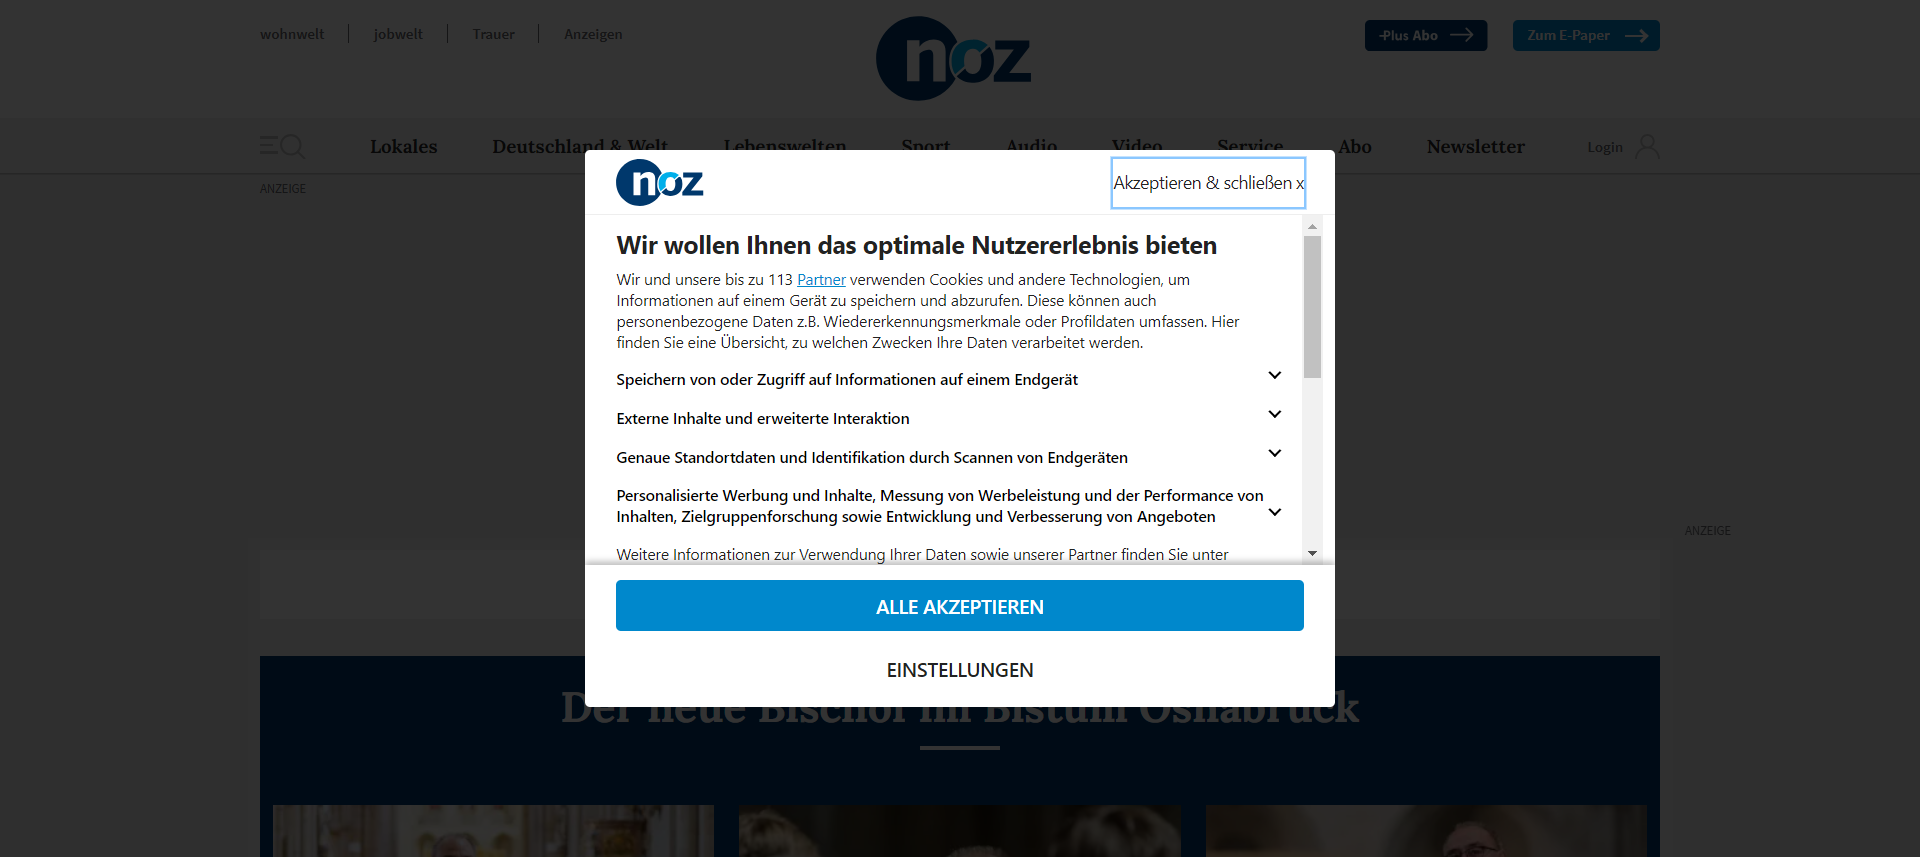 wohnwelt
jobwelt
Trauer
Anzeigen
noz
-Plus Abo
Zum E-Paper
Lokales
Deutschland & Welt
Lebenswelten
Sport
Audio
Video
Service
Abo
Newsletter
Login
ANZEIGE
noz
Akzeptieren & schließen x
Wir wollen Ihnen das optimale Nutzererlebnis bieten
Wir und unsere bis zu 113 Partner verwenden Cookies und andere Technologien, um
Informationen auf einem Gerät zu speichern und abzurufen. Diese können auch
personenbezogene Daten z.B. Wiedererkennungsmerkmale oder Profildaten umfassen. Hier
finden Sie eine Übersicht, zu welchen Zwecken Ihre Daten verarbeitet werden.
Speichern von oder Zugriff auf Informationen auf einem Endgerät
Externe Inhalte und erweiterte Interaktion
Genaue Standortdaten und Identifikation durch Scannen von Endgeräten
Personalisierte Werbung und Inhalte, Messung von Werbeleistung und der Performance von
Inhalten, Zielgruppenforschung sowie Entwicklung und Verbesserung von Angeboten
Weitere Informationen zur Verwendung Ihrer Daten sowie unserer Partner finden Sie unter
ANZEIGE
ALLE AKZEPTIEREN
EINSTELLUNGEN
Der neue Bischof im Bistum Osnabrück